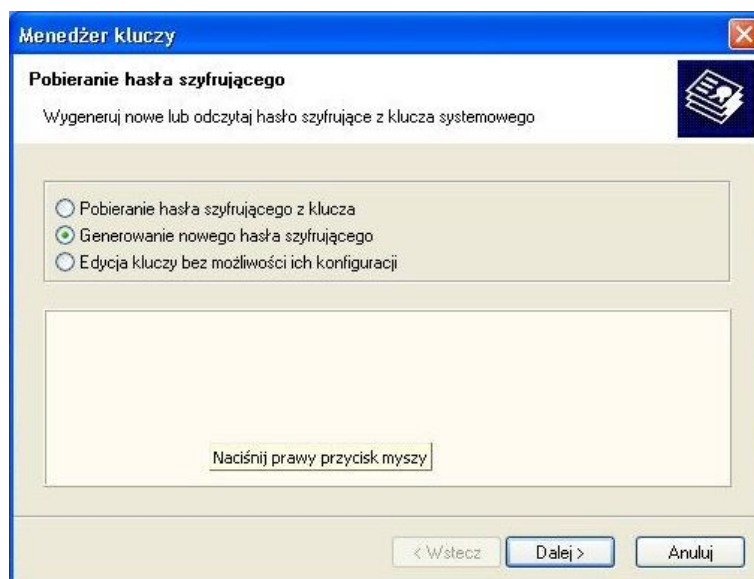 Menedżer kluczy
Pobieranie hasła szyfrującego
Wygeneruj nowe lub odczytaj hasło szyfrujące z klucza systemowego
Pobieranie hasła szyfrującego z klucza
Generowanie nowego hasła szyfrującego
Edycja kluczy bez możliwości ich konfiguracji
Naciśnij prawy przycisk myszy
< Wstecz
Dalej >
Anuluj